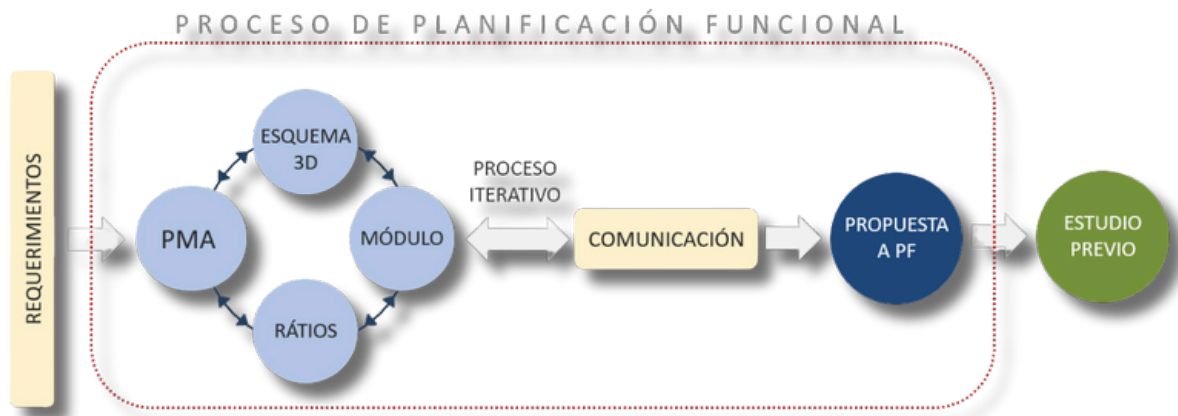 PROCESO DE PLANIFICACIÓN FUNCIONAL
REQUERIMIENTOS
PMA
ESQUEMA
3D
MÓDULO
RÁTIOS
PROCESO
ITERATIVO
COMUNICACIÓN
PROPUESTA
A PF
ESTUDIO
PREVIO